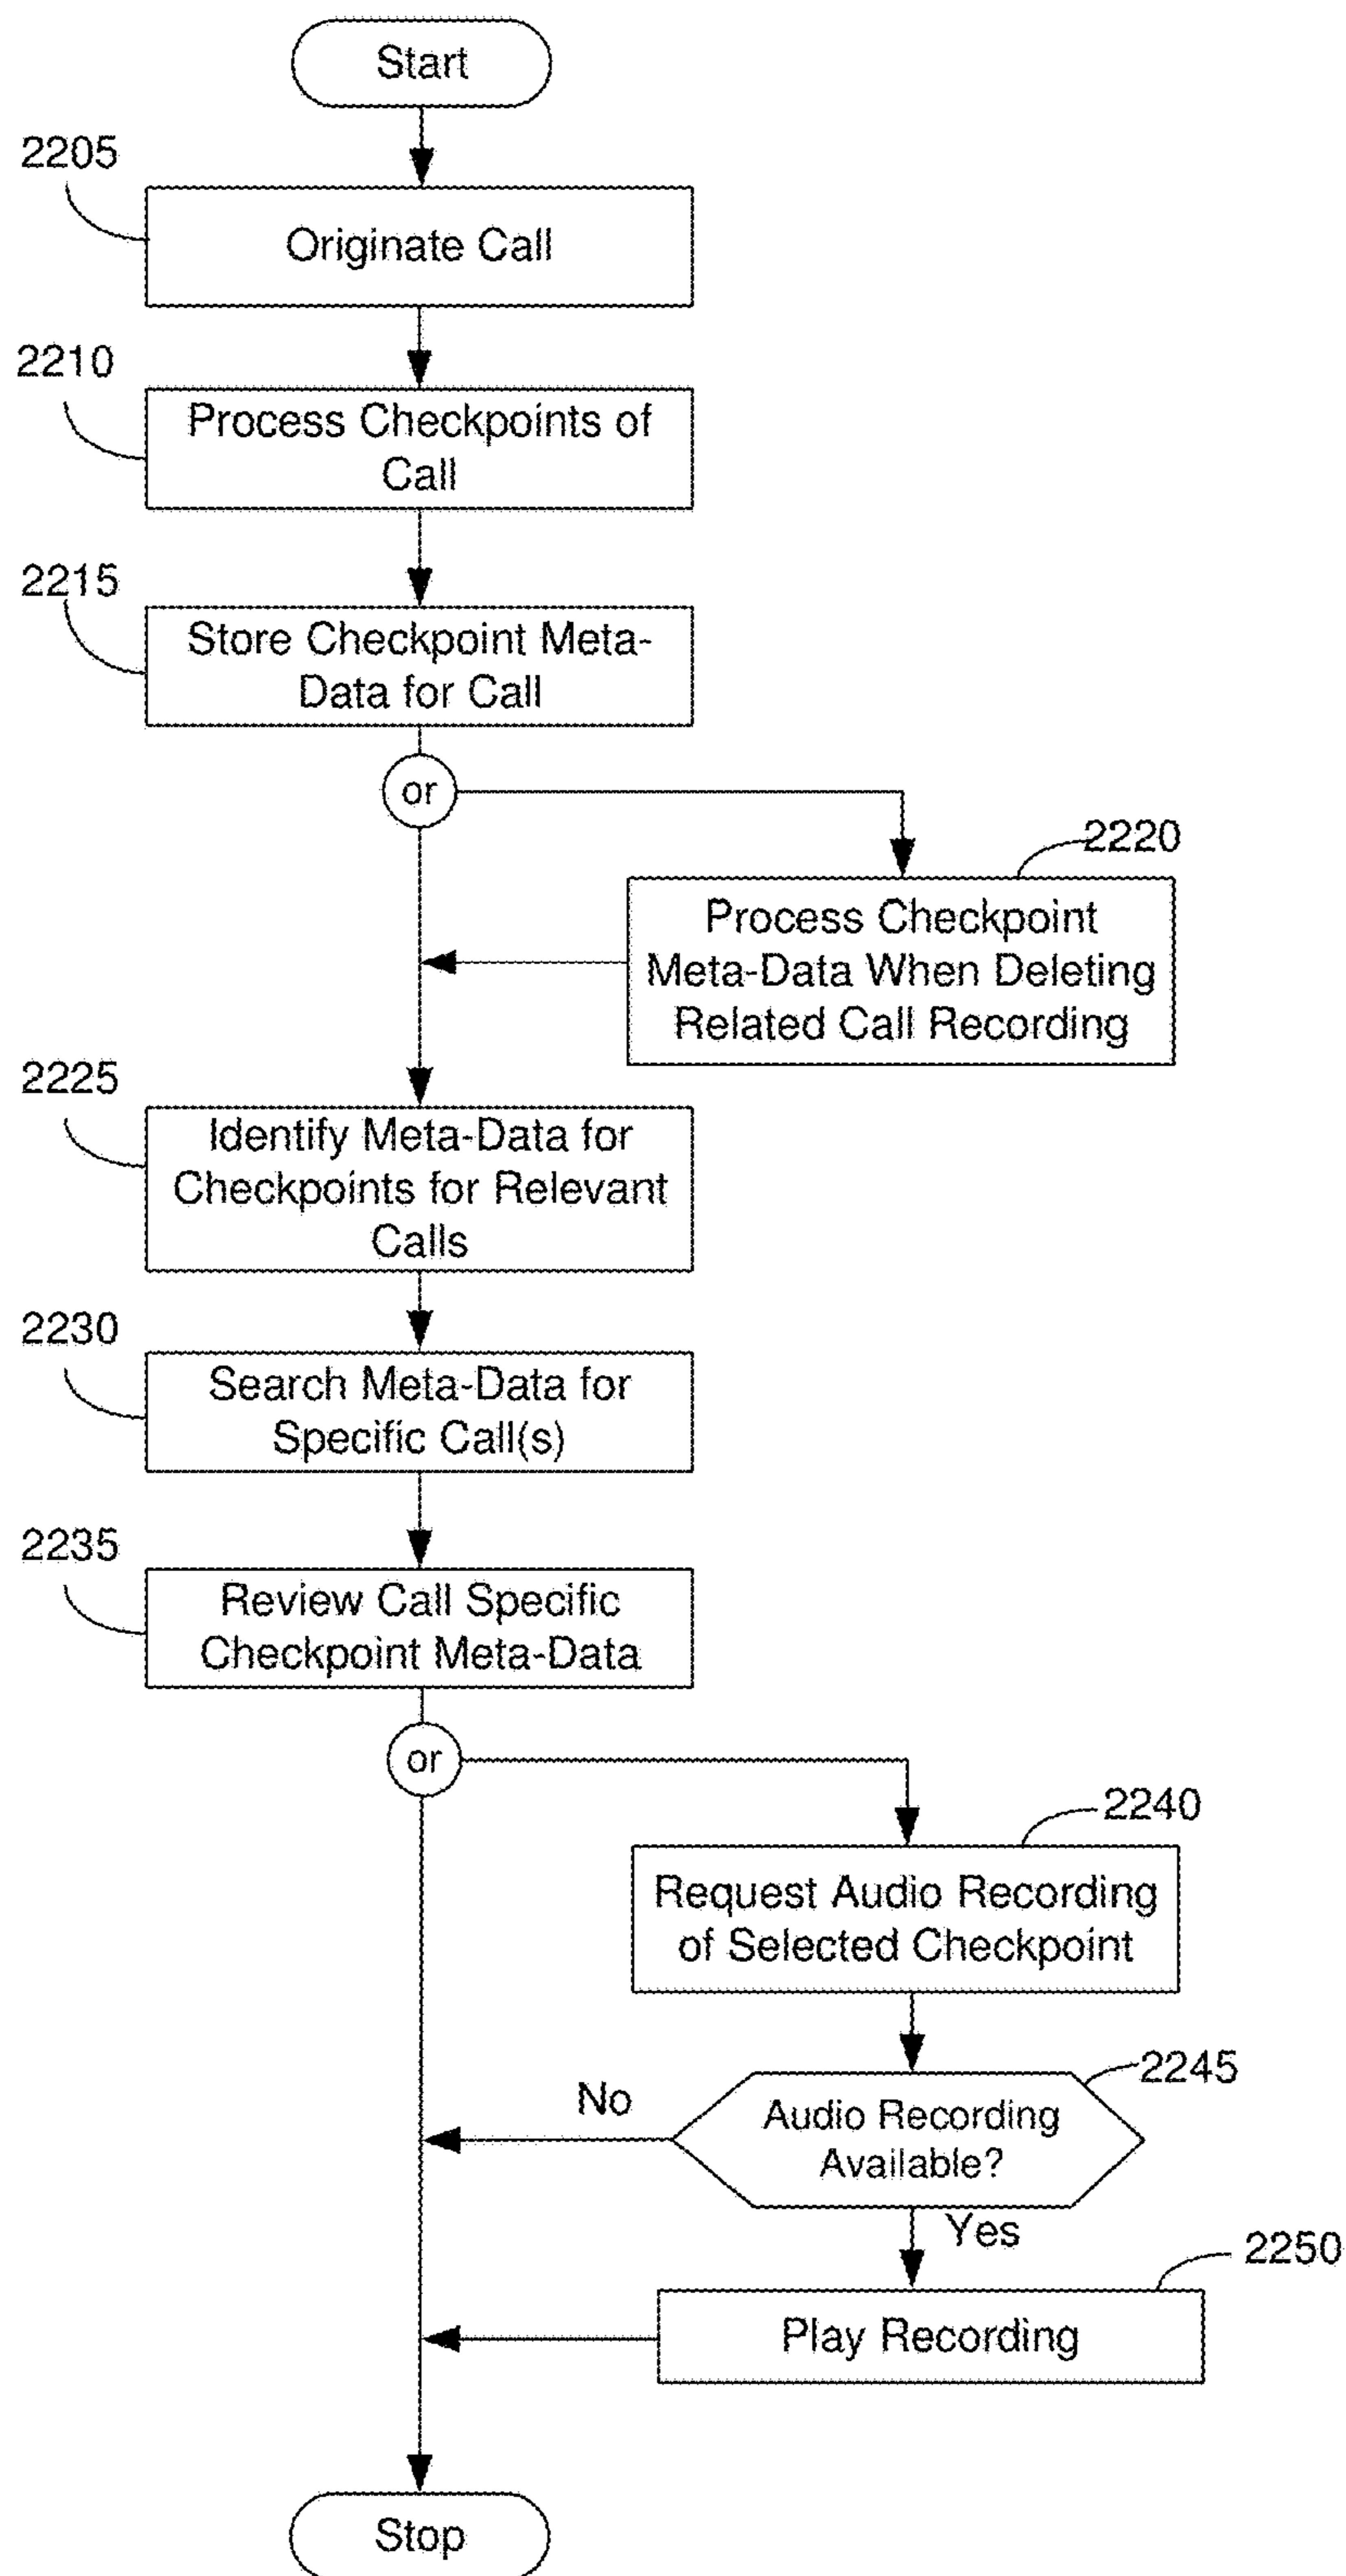 Start
2205
Originate Call
2210
Process Checkpoints of
Call
2215
Store Checkpoint Meta-
Data for Call
or
2220
Process Checkpoint
Meta-Data When Deleting
Related Call Recording
2225
Identify Meta-Data for
Checkpoints for Relevant
Calls
2230
Search Meta-Data for
Specific Call(s)
2235
Review Call Specific
Checkpoint Meta-Data
or
2240
Request Audio Recording
of Selected Checkpoint
2245
No
Audio Recording
Available?
Yes
2250
Play Recording
Stop